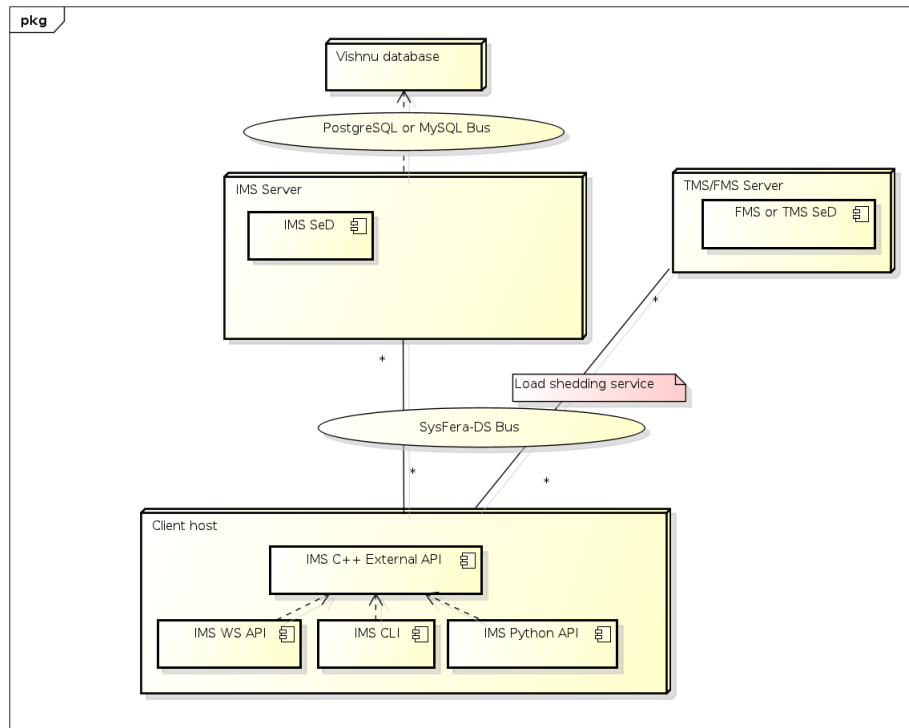 pkg
Vishnu database
PostgreSQL or MySQL Bus
IMS Server
IMS SeD
TMS/FMS Server
FMS or TMS SeD
*
*
Load shedding service
SysFera-DS Bus
*
*
Client host
IMS C++ External API
IMS WS API
IMS CLI
IMS Python API